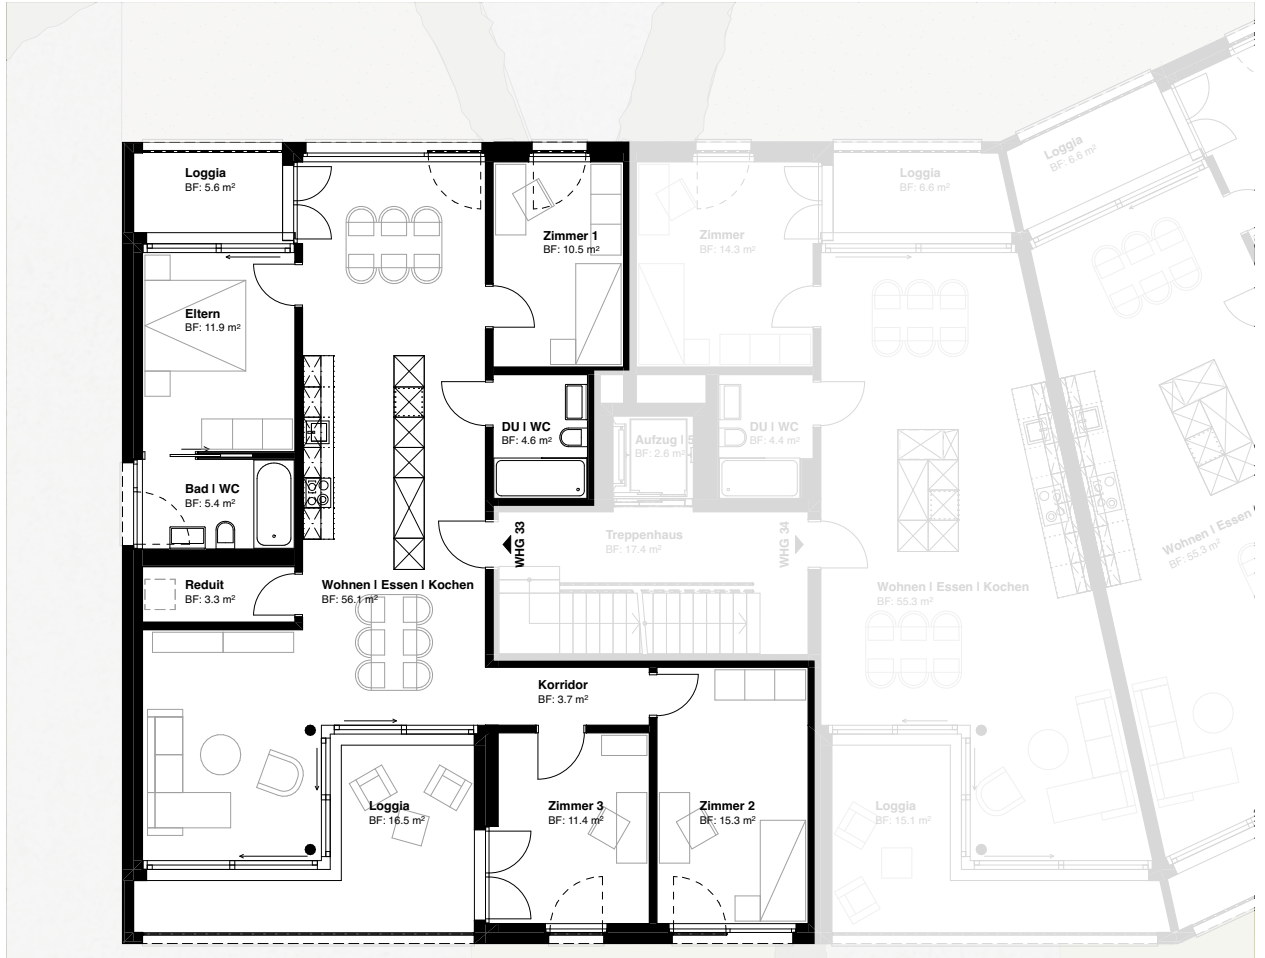 Loggia
BF: 5.6 m²
Loggia
BF: 6.6 m²
Loggia
BF: 6.6 m²
Zimmer 1
BF: 10.5 m²
Zimmer
BF: 14.3 m²
Eltern
BF: 11.9 m²
DU | WC
BF: 4.6 m²
Aufzug | 5
BF: 2.6 m²
DU | WC
BF: 4.4 m²
Bad | WC
BF: 5.4 m²
WHG 33
Treppenhaus
BF: 17.4 m²
WHG 34
Wohnen | Essen
BF: 55.3 m²
Reduit
BF: 3.3 m²
Wohnen | Essen | Kochen
BF: 56.1 m²
Wohnen | Essen | Kochen
BF: 55.3 m²
Korridor
BF: 3.7 m²
Loggia
BF: 16.5 m²
Zimmer 3
BF: 11.4 m²
Zimmer 2
BF: 15.3 m²
Loggia
BF: 15.1 m²